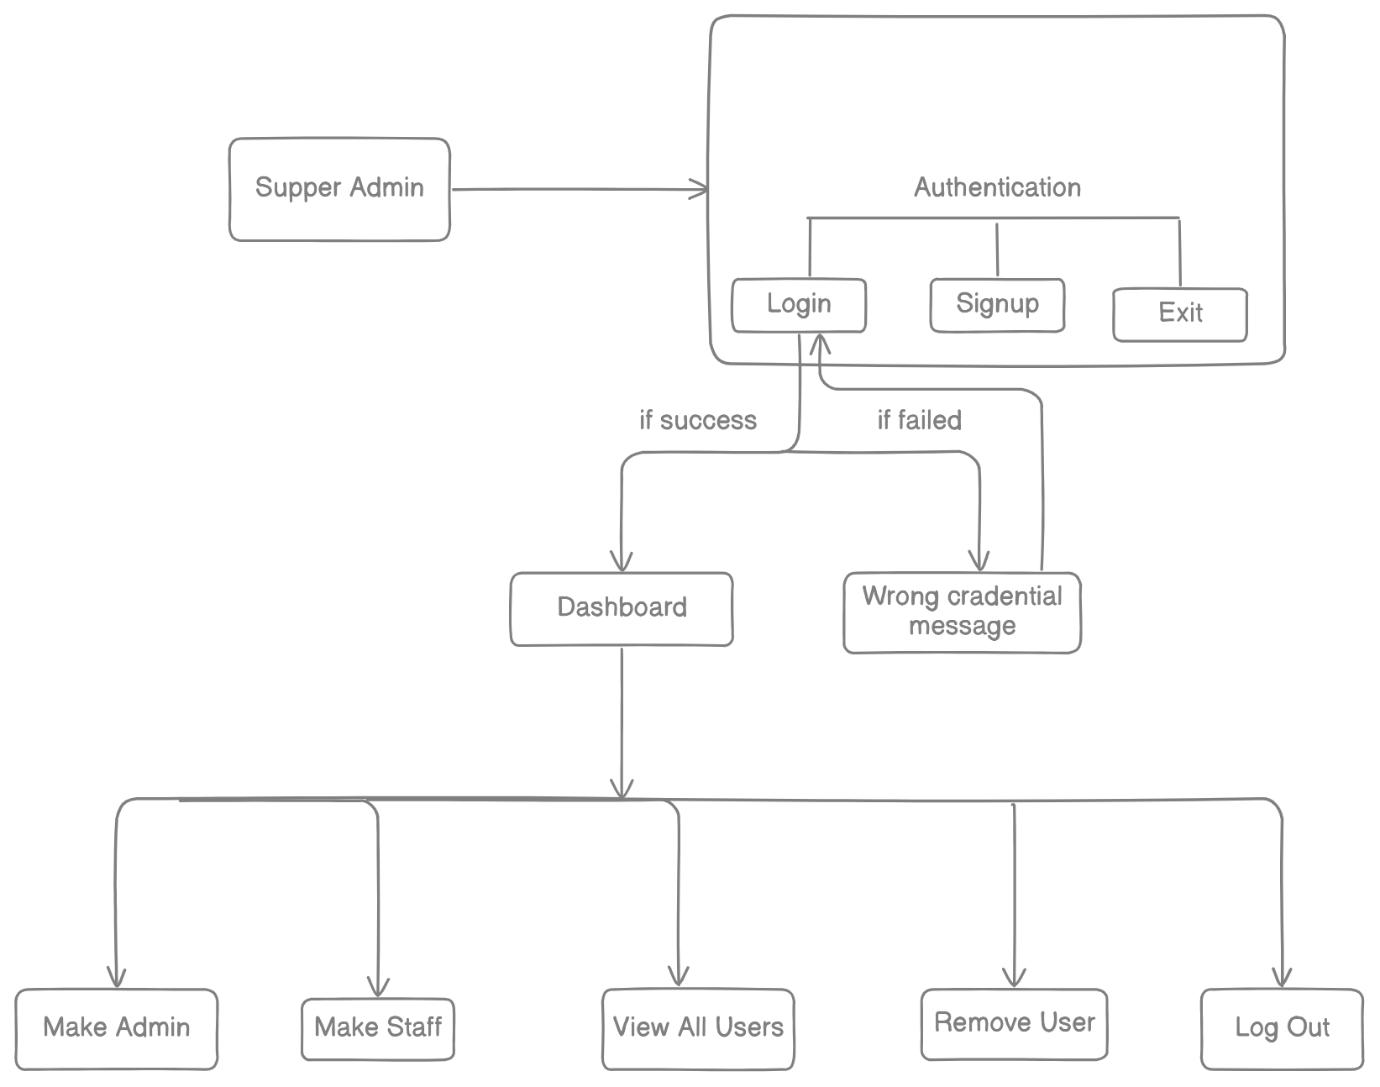 Supper Admin
Authentication
Login
Signup
Exit
if success
if failed
Dashboard
Wrong cradential
message
Make Admin
Make Staff
View All Users
Remove User
Log Out